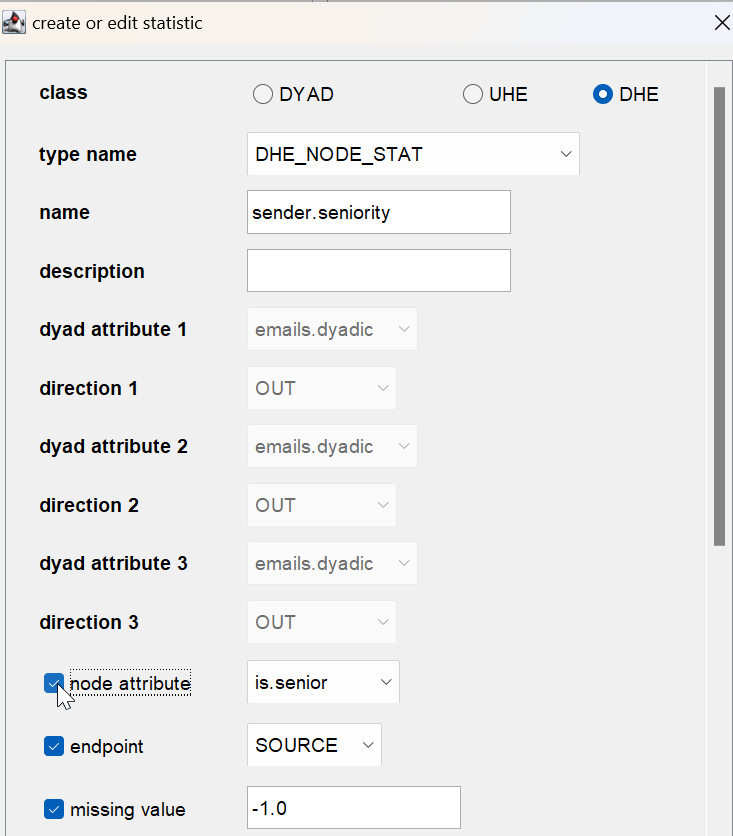 create or edit statistic
class DYAD UHE DHE
type name DHE_NODE_STAT
name sender.seniority
description
dyad attribute 1 emails.dyadic
direction 1 OUT
dyad attribute 2 emails.dyadic
direction 2 OUT
dyad attribute 3 emails.dyadic
direction 3 OUT
node attribute is.senior
endpoint SOURCE
missing value -1.0